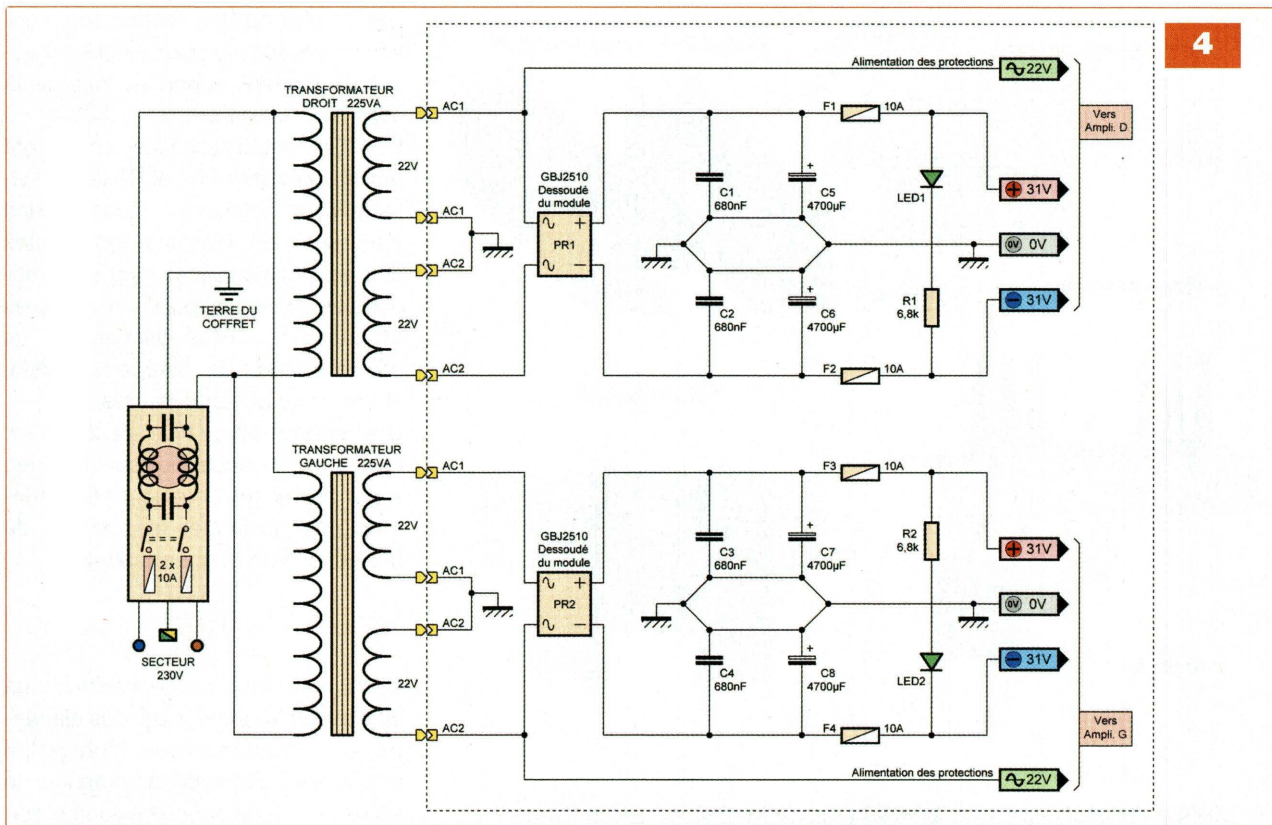 4
Alimentation des protections
22V
TRANSFORMATEUR
DROIT 225VA
AC1
F1
10A
Vers
Ampli. D
22V
GBJ2510
Dessoudé
du module
C1
680nF
+
C5
4700µF
LED1
+ 31V
AC1
PR1
+
−
0V 0V
AC2
TERRE DU
COFFRET
22V
C2
680nF
+
C6
4700µF
R1
6,8k
− 31V
AC2
F2
10A
TRANSFORMATEUR
GAUCHE 225VA
AC1
F3
10A
22V
GBJ2510
Dessoudé
du module
C3
680nF
+
C7
4700µF
R2
6,8k
+ 31V
2 x
10A
AC1
PR2
+
−
0V 0V
AC2
SECTEUR
230V
22V
C4
680nF
+
C8
4700µF
LED2
− 31V
AC2
F4
10A
Vers
Ampli. G
Alimentation des protections
22V